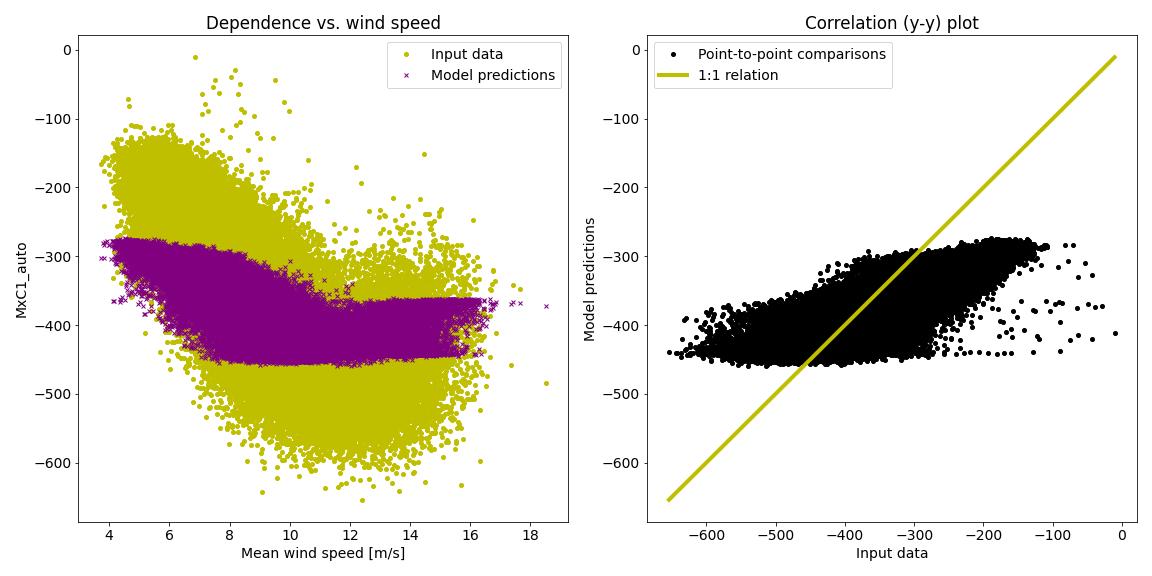 Dependence vs. wind speed
Input data
Model predictions
0
−100
−200
−300
−400
−500
−600
MxC1_auto
4
6
8
10
12
14
16
18
Mean wind speed [m/s]
Correlation (y-y) plot
Point-to-point comparisons
1:1 relation
0
−100
−200
−300
−400
−500
−600
Model predictions
−600
−500
−400
−300
−200
−100
0
Input data